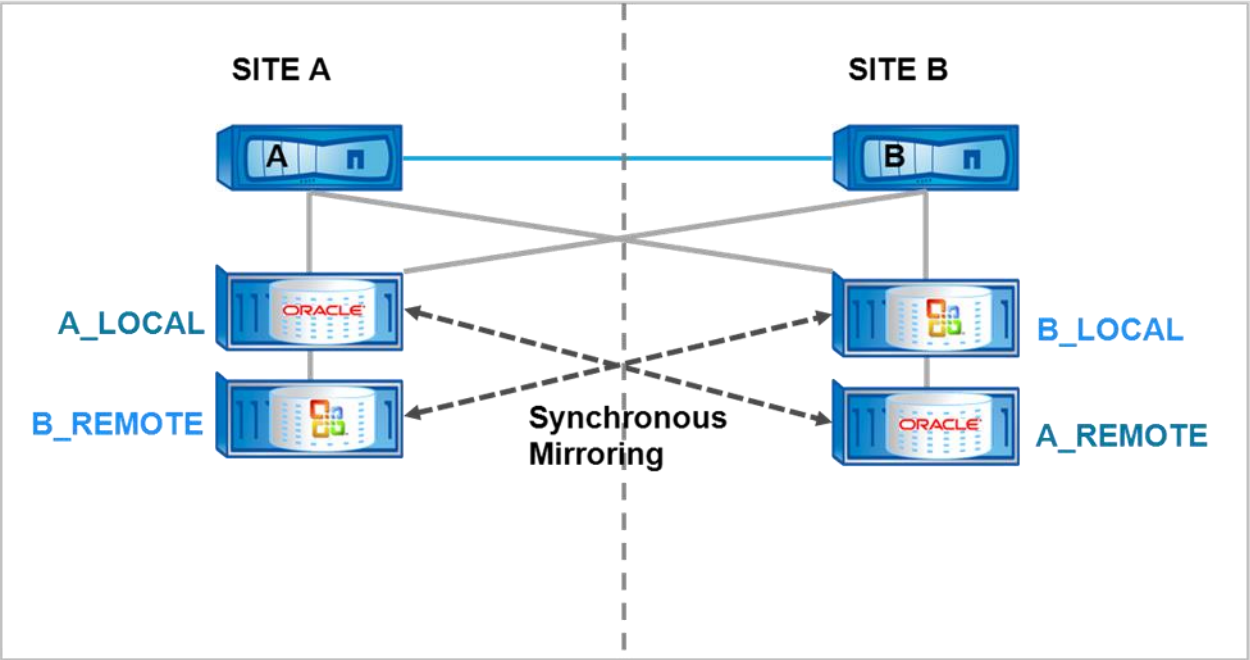 SITE A
SITE B
A
B
ORACLE
A_LOCAL
B_LOCAL
B_REMOTE
Synchronous
Mirroring
ORACLE
A_REMOTE